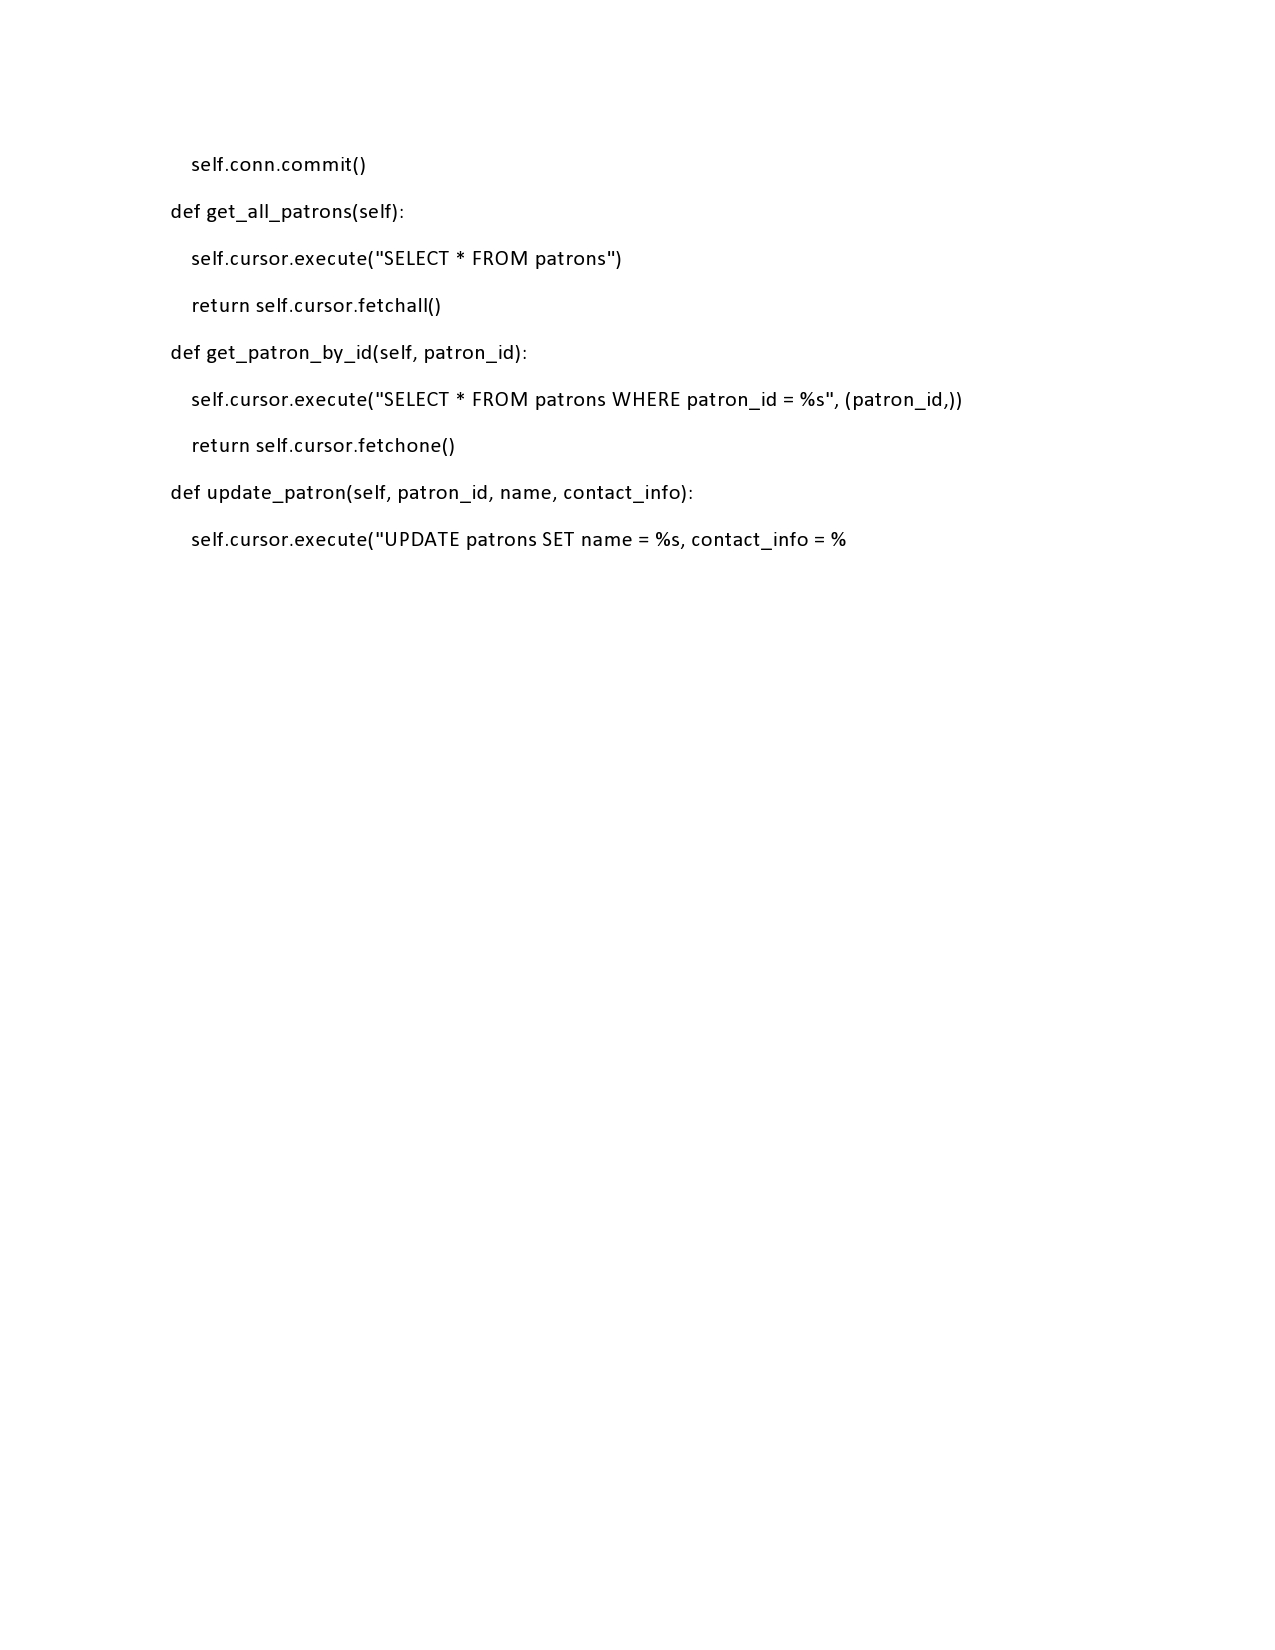 self.conn.commit()
def get_all_patrons(self):
self.cursor.execute("SELECT * FROM patrons")
return self.cursor.fetchall()
def get_patron_by_id(self, patron_id):
self.cursor.execute("SELECT * FROM patrons WHERE patron_id = %s", (patron_id,))
return self.cursor.fetchone()
def update_patron(self, patron_id, name, contact_info):
self.cursor.execute("UPDATE patrons SET name = %s, contact_info = %